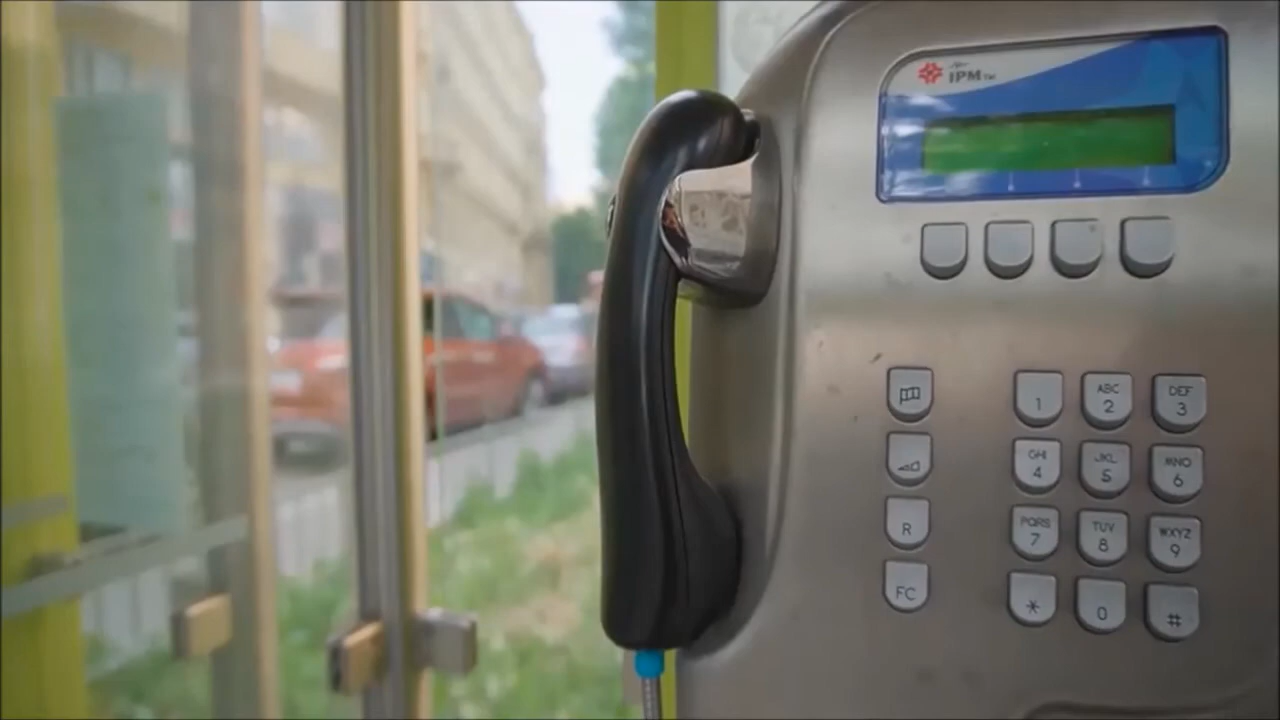 IPM™
1
ABC
2
DEF
3
GHI
4
JKL
5
MNO
6
R
PQRS
7
TUV
8
WXYZ
9
FC
*
0
#